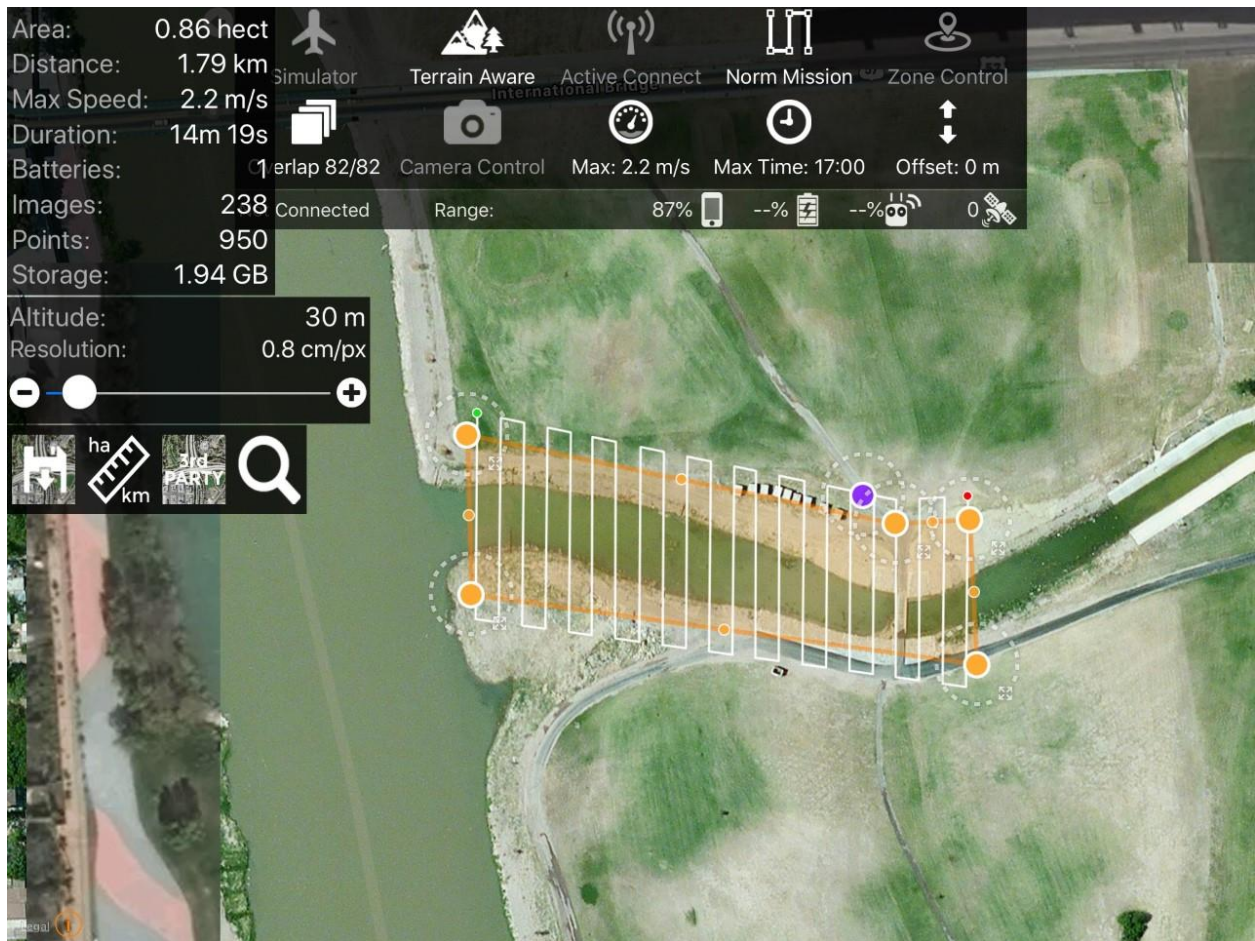 Area: 0.86 hect
Distance: 1.79 km
Max Speed: 2.2 m/s
Duration: 14m 19s
Batteries: 1
Images: 238
Points: 950
Storage: 1.94 GB
Simulator
Terrain Aware
Active Connect
Norm Mission
Zone Control
International Bridge
verlap 82/82
Camera Control
Max: 2.2 m/s
Max Time: 17:00
Offset: 0 m
Connected
Range:
87%
--%
--%
0
Altitude: 30 m
Resolution: 0.8 cm/px
ha
km
3rd
PARTY
egal